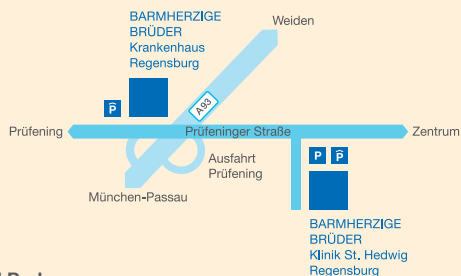 BARMHERZIGE
BRÜDER
Krankenhaus
Regensburg
Weiden
A93
P
Prüfening
Prüfeninger Straße
Zentrum
Ausfahrt
Prüfening
P P
München-Passau
BARMHERZIGE
BRÜDER
Klinik St. Hedwig
Regensburg